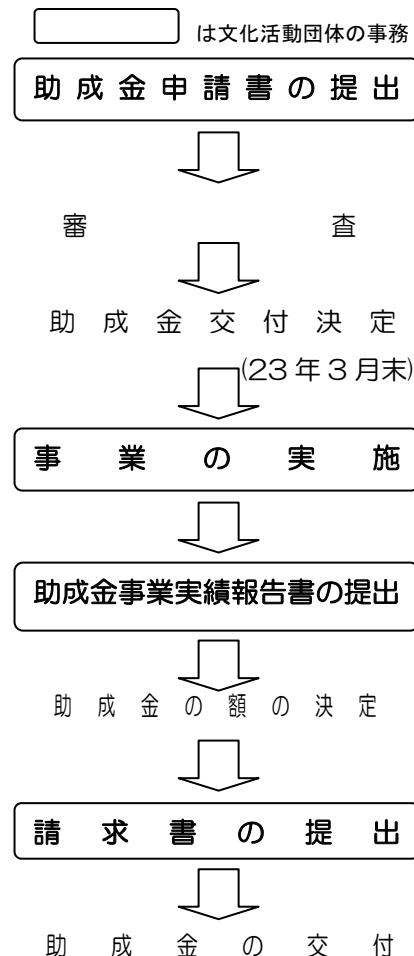 は文化活動団体の事務
助成金申請書の提出
審査
助成金交付決定
(23年3月末)
事業の実施
助成金事業実績報告書の提出
助成金の額の決定
請求書の提出
助成金の交付